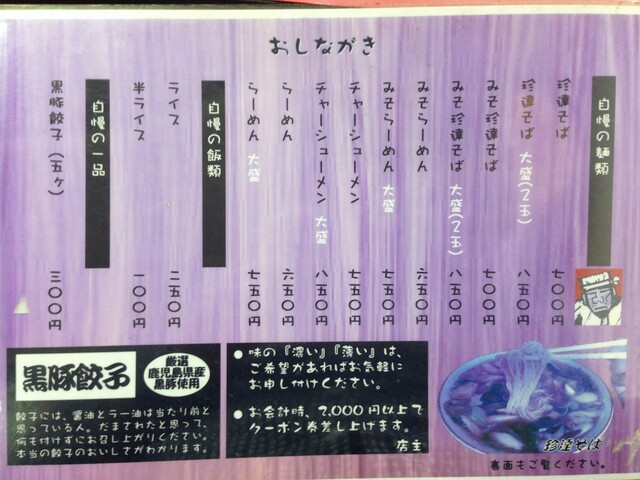 おしながき
自慢の麺類
珍達そば 七〇〇円
珍達そば 大盛(2玉) 八五〇円
みそ珍達そば 七〇〇円
みそ珍達そば 大盛(2玉) 八五〇円
みそらーめん 六五〇円
みそらーめん 大盛 七五〇円
チャーシューメン 七五〇円
チャーシューメン 大盛 八五〇円
らーめん 六五〇円
らーめん 大盛 七五〇円
自慢の飯類
ライス 二五〇円
半ライス 一〇〇円
自慢の一品
黒豚餃子(五ケ) 三〇〇円
黒豚餃子
厳選
鹿児島県産
黒豚使用
餃子には、醤油とラー油は当たり前と
思っている人。だまされたと思って、
何も付けずにお召し上がりください。
本当の餃子のおいしさがわかります。
●味の『濃い』『薄い』は、
ご希望があればお気軽に
お申し付けください。
●お会計時、2,000円以上で
クーポン券差し上げます。
店主
珍達そば
裏面もご覧ください。